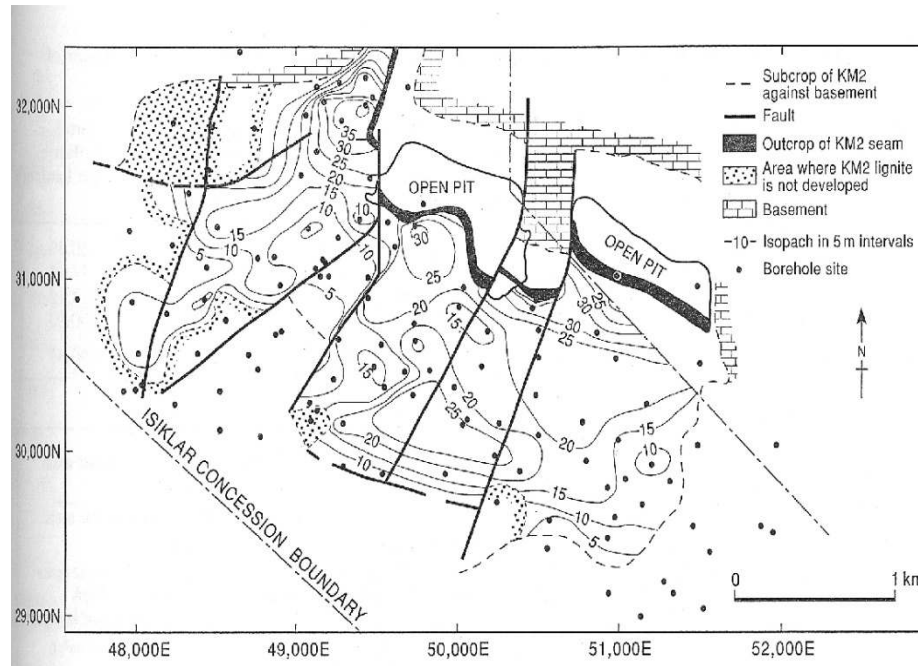 Subcrop of KM2
against basement
Fault
Outcrop of KM2 seam
Area where KM2 lignite
is not developed
Basement
-10- Isopach in 5 m intervals
Borehole site
N
0 1 km
OPEN PIT
OPEN PIT
ISIKLAR CONCESSION BOUNDARY
32,000N
31,000N
30,000N
29,000N
48,000E
49,000E
50,000E
51,000E
52,000E
35
30
25
20
15
10
10
15
10
5
5
30
25
20
15
10
15
20
25
20
10
25
30
30
25
20
15
10
15
10
5